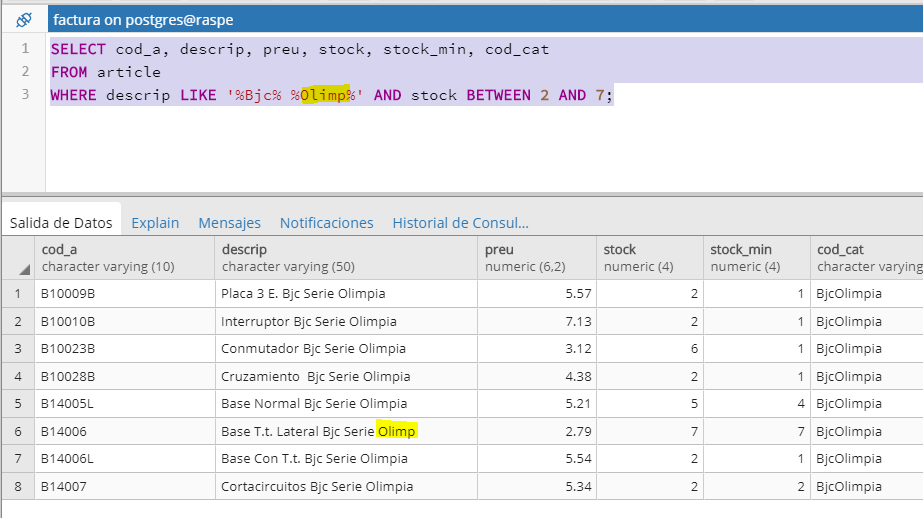 factura on postgres@raspe
1 SELECT cod_a, descrip, preu, stock, stock_min, cod_cat
2 FROM article
3 WHERE descrip LIKE '%Bjc% %Olimp%' AND stock BETWEEN 2 AND 7;
Salida de Datos Explain Mensajes Notificaciones Historial de Consul...
cod_a descrip preu stock stock_min cod_cat
character varying (10) character varying (50) numeric (6,2) numeric (4) numeric (4) character varying
1 B10009B Placa 3 E. Bjc Serie Olimpia 5.57 2 1 BjcOlimpia
2 B10010B Interruptor Bjc Serie Olimpia 7.13 2 1 BjcOlimpia
3 B10023B Conmutador Bjc Serie Olimpia 3.12 6 1 BjcOlimpia
4 B10028B Cruzamiento  Bjc Serie Olimpia 4.38 2 1 BjcOlimpia
5 B14005L Base Normal Bjc Serie Olimpia 5.21 5 4 BjcOlimpia
6 B14006 Base T.t. Lateral Bjc Serie Olimp 2.79 7 7 BjcOlimpia
7 B14006L Base Con T.t. Bjc Serie Olimpia 5.54 2 1 BjcOlimpia
8 B14007 Cortacircuitos Bjc Serie Olimpia 5.34 2 2 BjcOlimpia